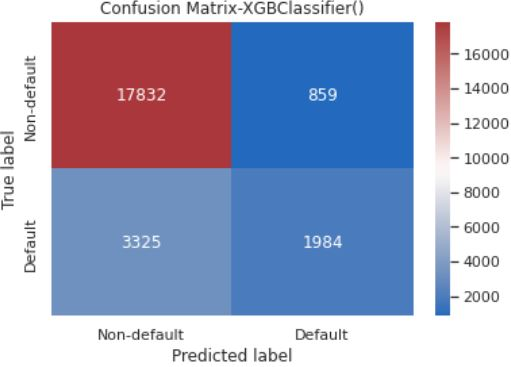 Confusion Matrix-XGBClassifier()
True label
Non-default
17832
859
Default
3325
1984
Non-default
Default
Predicted label
16000
14000
12000
10000
8000
6000
4000
2000